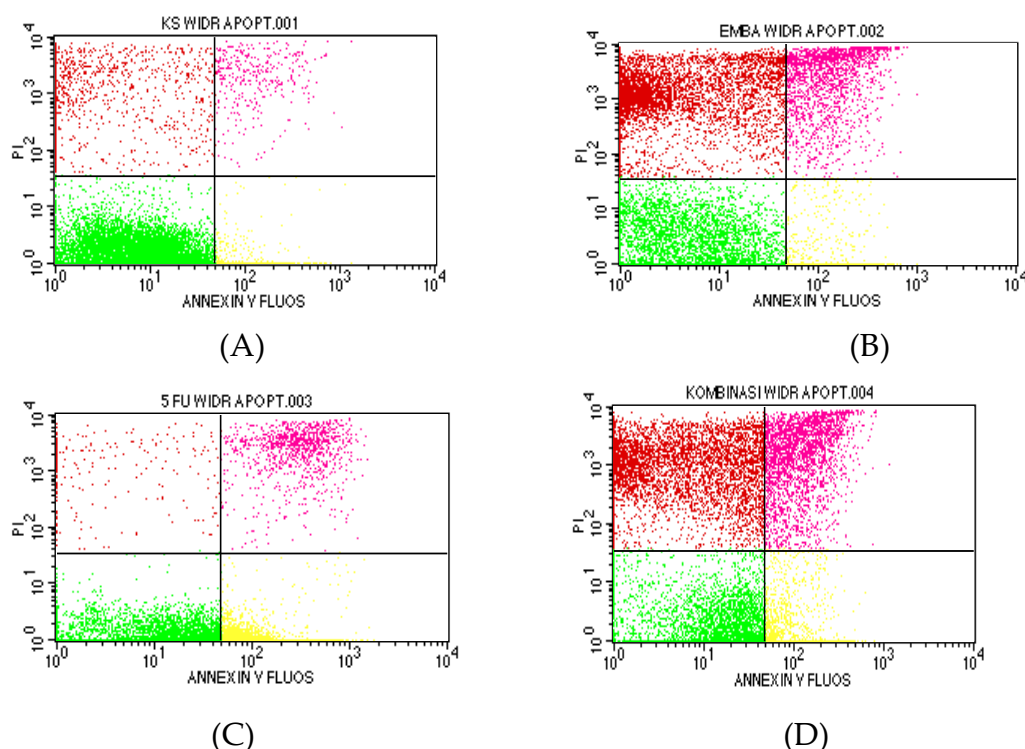 KS WIDR APOPT.001
10^4
10^3
10^2
10^1
10^0
PI
10^0 10^1 10^2 10^3 10^4
ANNEXIN V FLUOS
(A)
EMBA WIDR APOPT.002
10^4
10^3
10^2
10^1
10^0
PI
10^0 10^1 10^2 10^3 10^4
ANNEXIN V FLUOS
(B)
5 FU WIDR APOPT.003
10^4
10^3
10^2
10^1
10^0
PI
10^0 10^1 10^2 10^3 10^4
ANNEXIN V FLUOS
(C)
KOMBINASI WIDR APOPT.004
10^4
10^3
10^2
10^1
10^0
PI
10^0 10^1 10^2 10^3 10^4
ANNEXIN V FLUOS
(D)